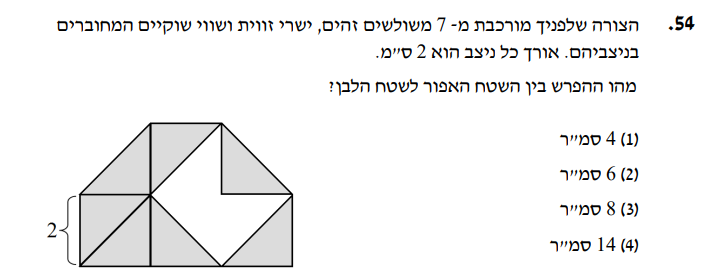 54. הצורה שלפניך מורכבת מ- 7 משולשים זהים, ישרי זווית ושווי שוקיים המחוברים
בניצביהם. אורך כל ניצב הוא 2 ס״מ.
מהו ההפרש בין השטח האפור לשטח הלבן?
(1) 4 סמ״ר
(2) 6 סמ״ר
(3) 8 סמ״ר
(4) 14 סמ״ר
2